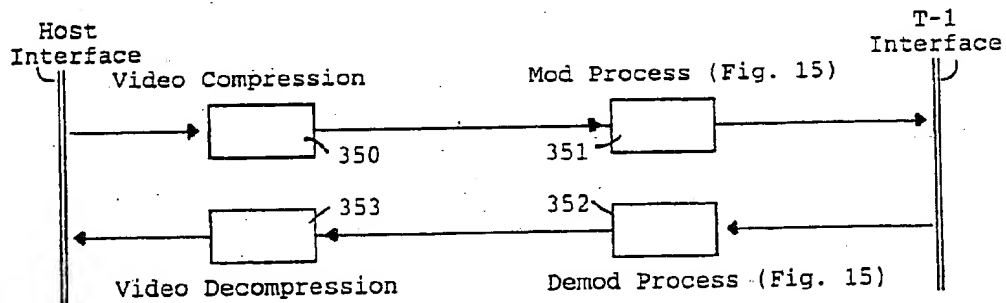 Host
Interface
T-1
Interface
Video Compression
Mod Process (Fig. 15)
350
351
353
352
Video Decompression
Demod Process (Fig. 15)